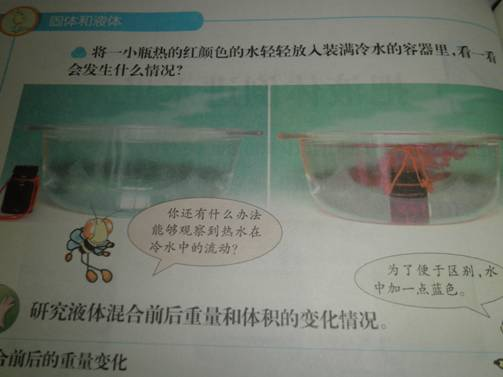 固体和液体
将一小瓶热的红颜色的水轻轻放入装满冷水的容器里,看一看
会发生什么情况?
你还有什么办法
能够观察到热水在
冷水中的流动?
为了便于区别,水
中加一点蓝色。
研究液体混合前后重量和体积的变化情况。
合前后的重量变化